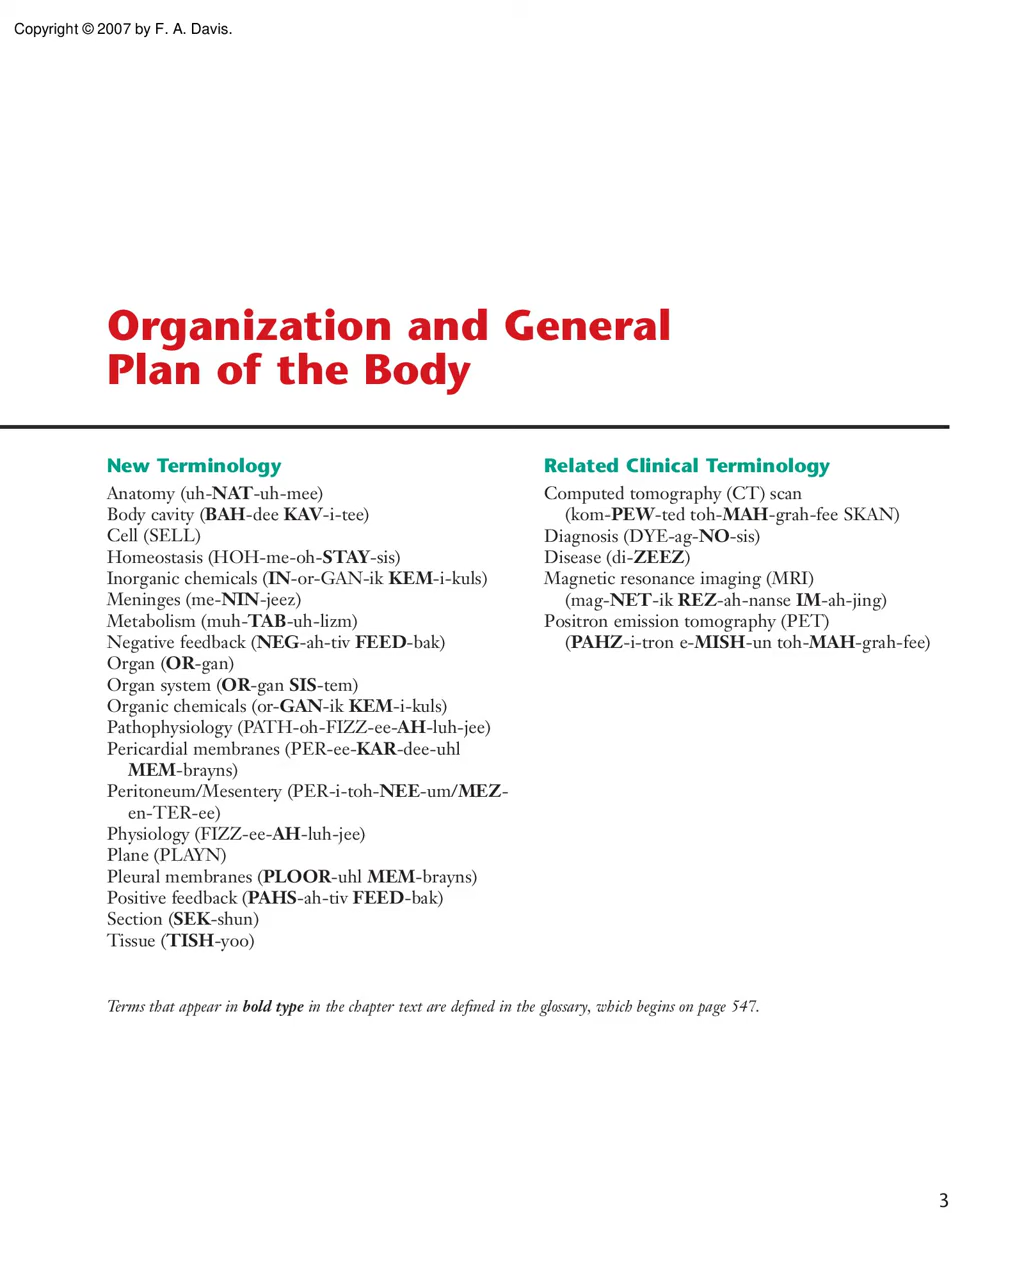 Copyright © 2007 by F. A. Davis.
Organization and General
Plan of the Body
New Terminology
Anatomy (uh-NAT-uh-mee)
Body cavity (BAH-dee KAV-i-tee)
Cell (SELL)
Homeostasis (HOH-me-oh-STAY-sis)
Inorganic chemicals (IN-or-GAN-ik KEM-i-kuls)
Meninges (me-NIN-jeez)
Metabolism (muh-TAB-uh-lizm)
Negative feedback (NEG-ah-tiv FEED-bak)
Organ (OR-gan)
Organ system (OR-gan SIS-tem)
Organic chemicals (or-GAN-ik KEM-i-kuls)
Pathophysiology (PATH-oh-FIZZ-ee-AH-luh-jee)
Pericardial membranes (PER-ee-KAR-dee-uhl
MEM-brayns)
Peritoneum/Mesentery (PER-i-toh-NEE-um/MEZ-
en-TER-ee)
Physiology (FIZZ-ee-AH-luh-jee)
Plane (PLAYN)
Pleural membranes (PLOOR-uhl MEM-brayns)
Positive feedback (PAHS-ah-tiv FEED-bak)
Section (SEK-shun)
Tissue (TISH-yoo)
Related Clinical Terminology
Computed tomography (CT) scan
(kom-PEW-ted toh-MAH-grah-fee SKAN)
Diagnosis (DYE-ag-NO-sis)
Disease (di-ZEEZ)
Magnetic resonance imaging (MRI)
(mag-NET-ik REZ-ah-nanse IM-ah-jing)
Positron emission tomography (PET)
(PAHZ-i-tron e-MISH-un toh-MAH-grah-fee)
Terms that appear in bold type in the chapter text are defined in the glossary, which begins on page 547.
3